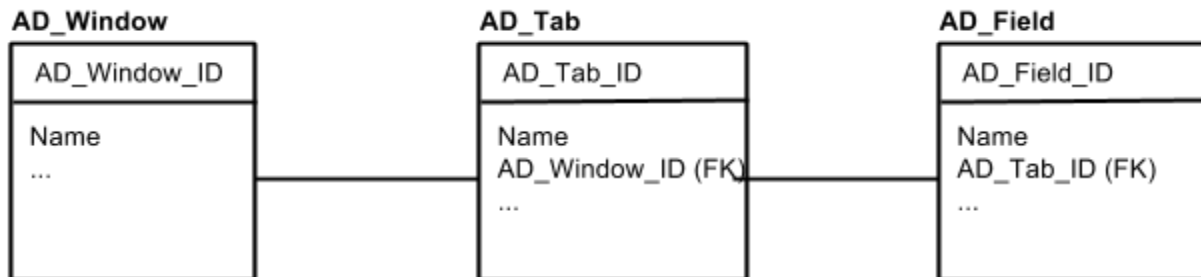 AD_Window
AD_Window_ID
Name
...
AD_Tab
AD_Tab_ID
Name
AD_Window_ID (FK)
...
AD_Field
AD_Field_ID
Name
AD_Tab_ID (FK)
...